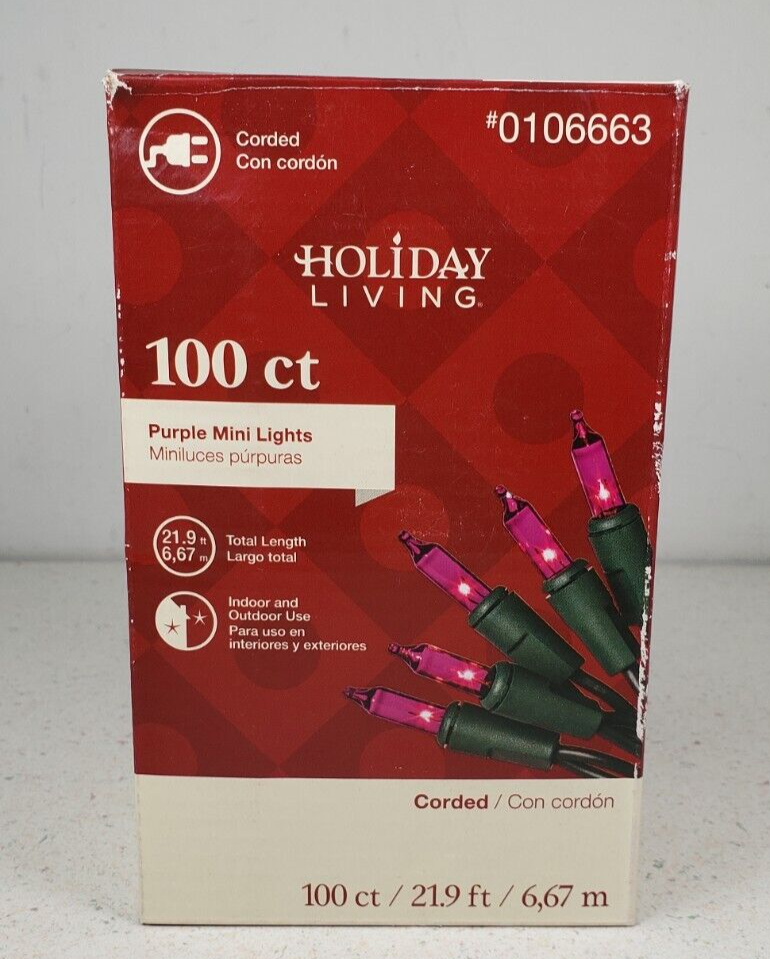 Corded
Con cordón
#0106663
HOLiDAY
LIVING®
100 ct
Purple Mini Lights
Miniluces púrpuras
21.9 ft
6,67 m
Total Length
Largo total
Indoor and
Outdoor Use
Para uso en
interiores y exteriores
Corded / Con cordón
100 ct / 21.9 ft / 6,67 m